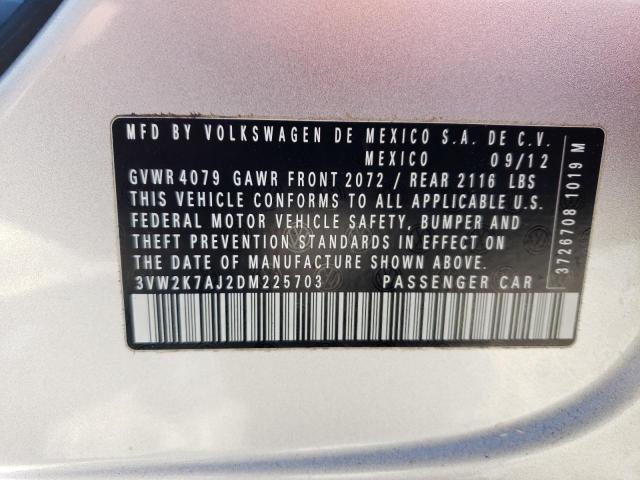 MFD BY VOLKSWAGEN DE MEXICO S.A. DE C.V.
MEXICO 09/12
GVWR 4079 GAWR FRONT 2072 / REAR 2116 LBS
THIS VEHICLE CONFORMS TO ALL APPLICABLE U.S.
FEDERAL MOTOR VEHICLE SAFETY, BUMPER AND
THEFT PREVENTION STANDARDS IN EFFECT ON
THE DATE OF MANUFACTURE SHOWN ABOVE.
3VW2K7AJ2DM225703 PASSENGER CAR
3726708 1019 M